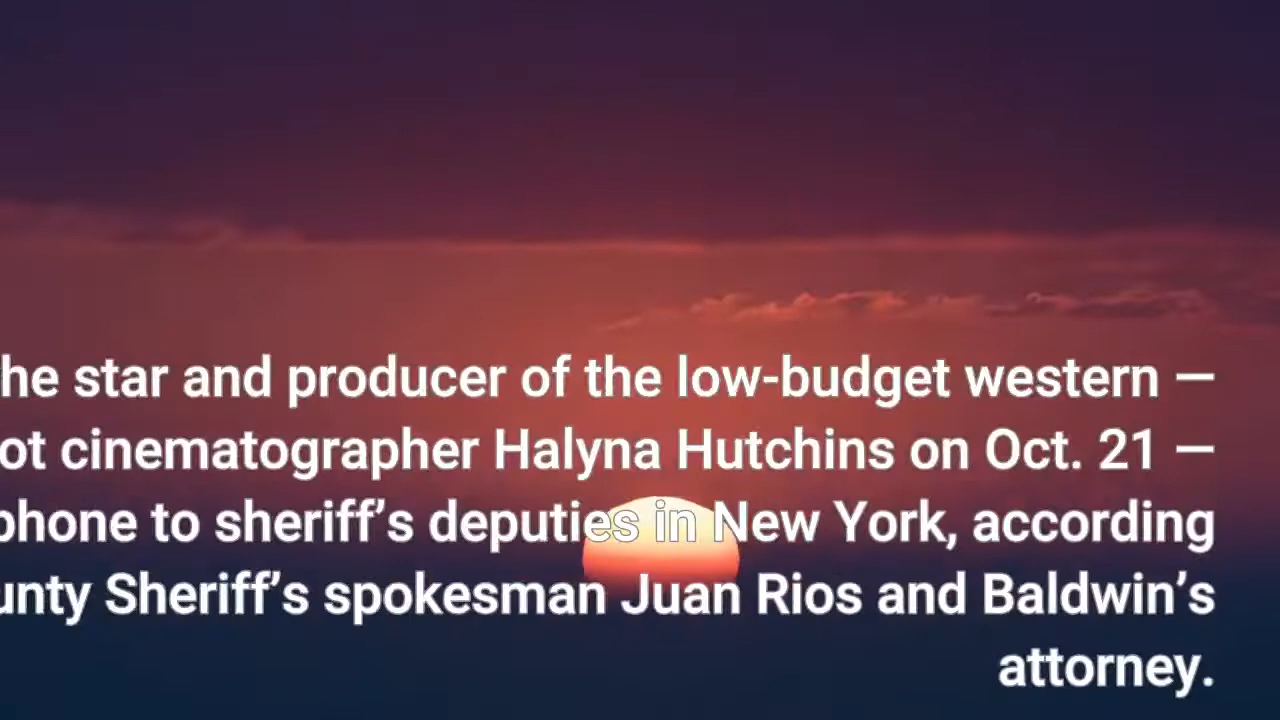 he star and producer of the low-budget western —
ot cinematographer Halyna Hutchins on Oct. 21 —
phone to sheriff’s deputies in New York, according
unty Sheriff’s spokesman Juan Rios and Baldwin’s
attorney.